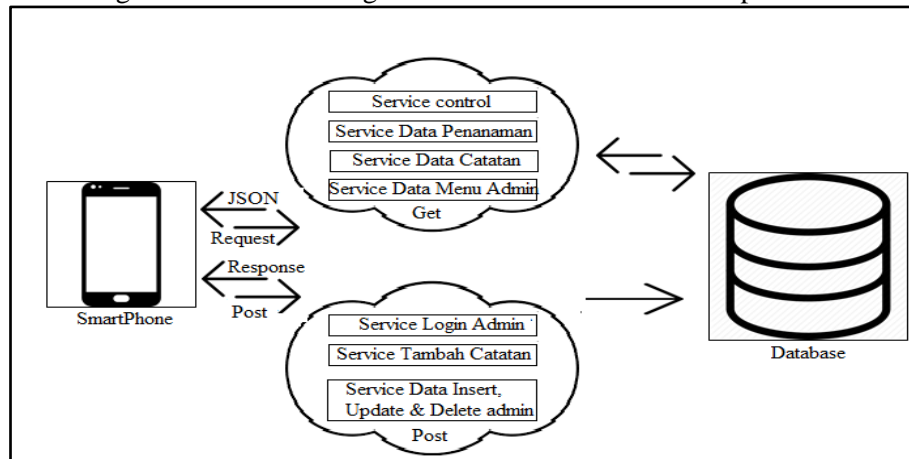 Service control
Service Data Penanaman
Service Data Catatan
Service Data Menu Admin
Get
JSON
Request
Response
Post
SmartPhone
Service Login Admin
Service Tambah Catatan
Service Data Insert,
Update & Delete admin
Post
Database